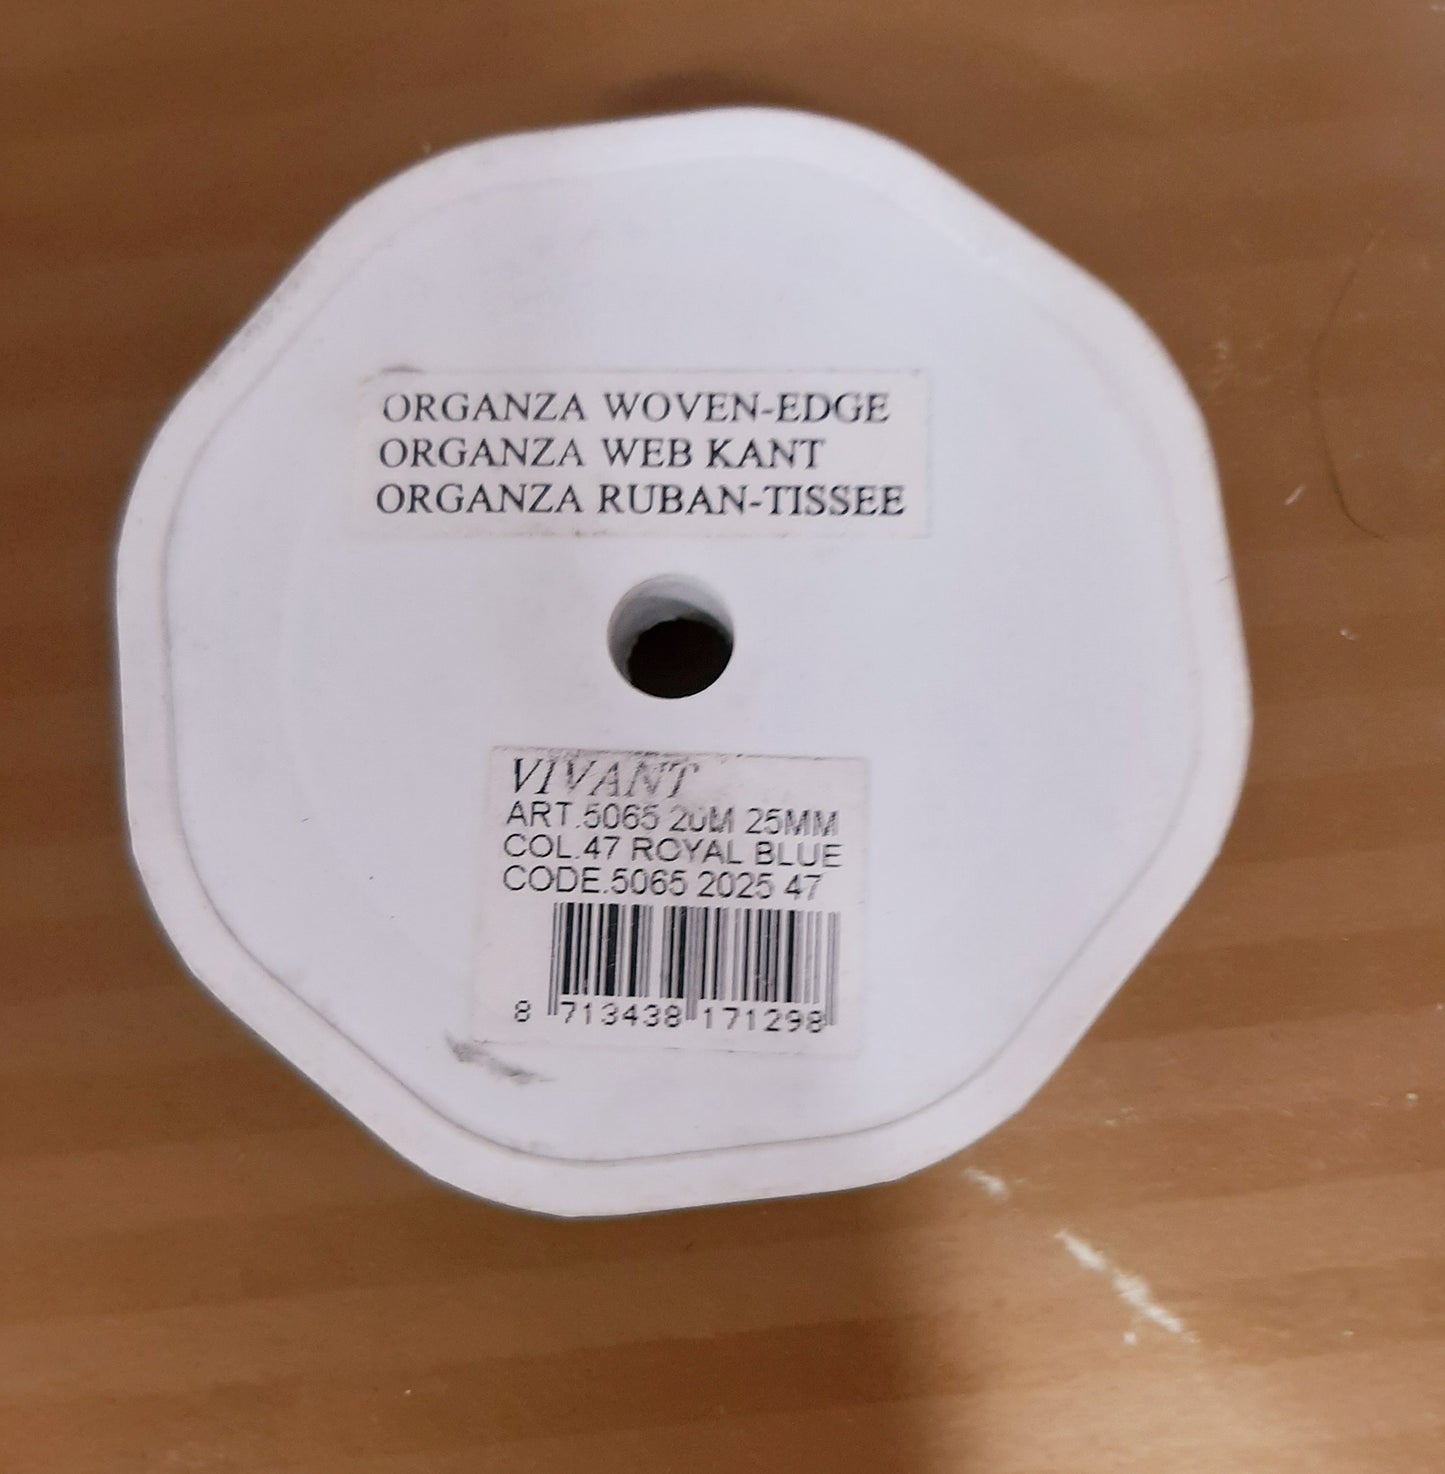 ORGANZA WOVEN-EDGE
ORGANZA WEB KANT
ORGANZA RUBAN-TISSEE
VIVANT
ART.5065 20M 25MM
COL.47 ROYAL BLUE
CODE.5065 2025 47
8 713438 171298